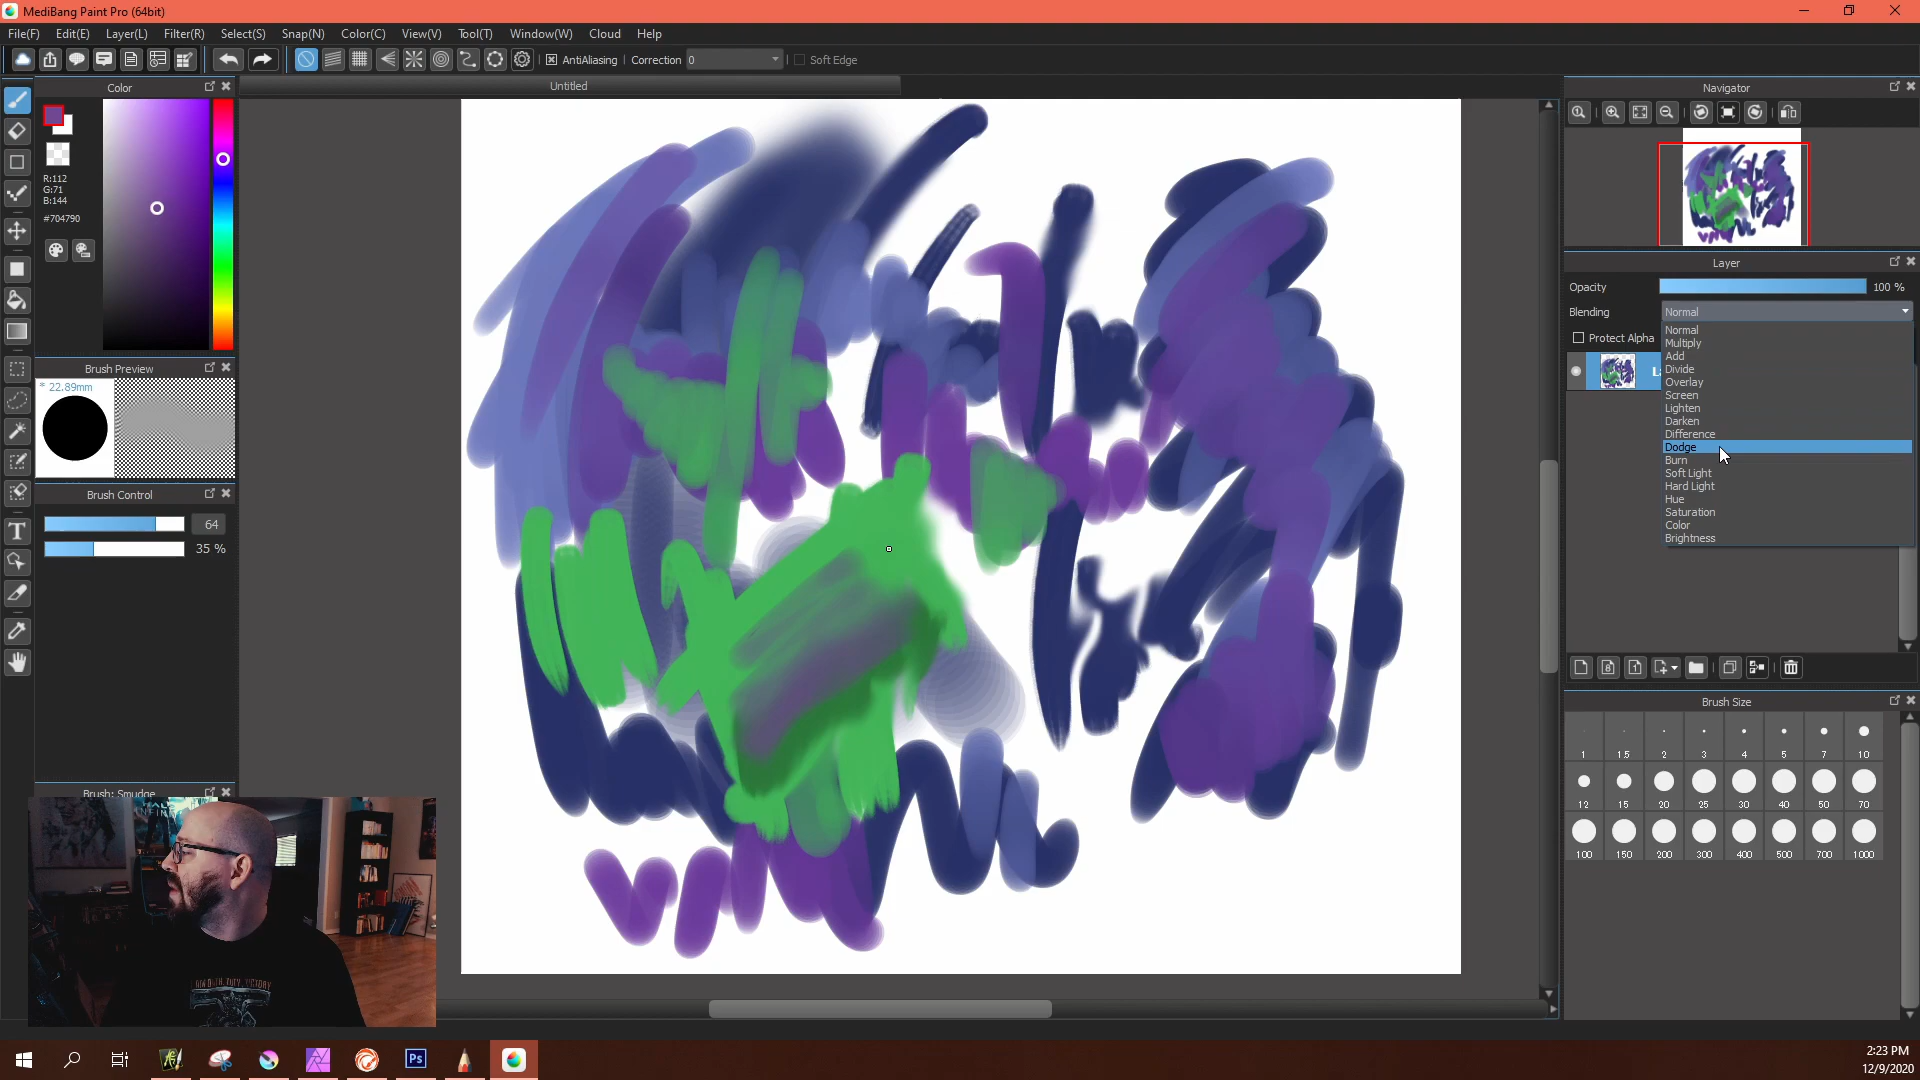 MediBang Paint Pro (64bit)
File(F) Edit(E) Layer(L) Filter(R) Select(S) Snap(N) Color(C) View(V) Tool(T) Window(W) Cloud Help
AntiAliasing Correction 0 Soft Edge
Color
Untitled
Navigator
R:112
G:71
B:144
#704790
Layer
Opacity 100 %
Blending Normal
Protect Alpha
Normal
Multiply
Add
Divide
Overlay
Screen
Lighten
Darken
Difference
Dodge
Burn
Soft Light
Hard Light
Hue
Saturation
Color
Brightness
Brush Preview
* 22.89mm
Brush Control
64
35 %
Brush: Smudge
Brush Size
1 1.5 2 3 4 5 7 10
12 15 20 25 30 40 50 70
100 150 200 300 400 500 700 1000
T
Ps
2:23 PM
12/9/2020